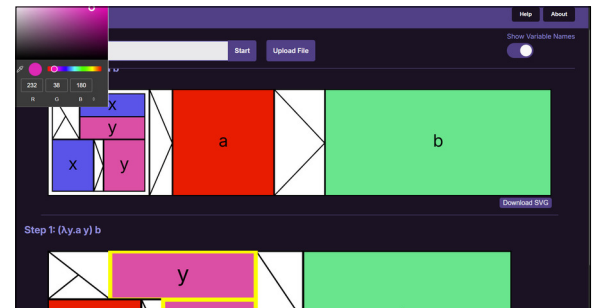 Help About
Show Variable Names
Start Upload File
b
x
y
x y a b
232 38 180
R G B
Download SVG
Step 1: (λy.a y) b
y